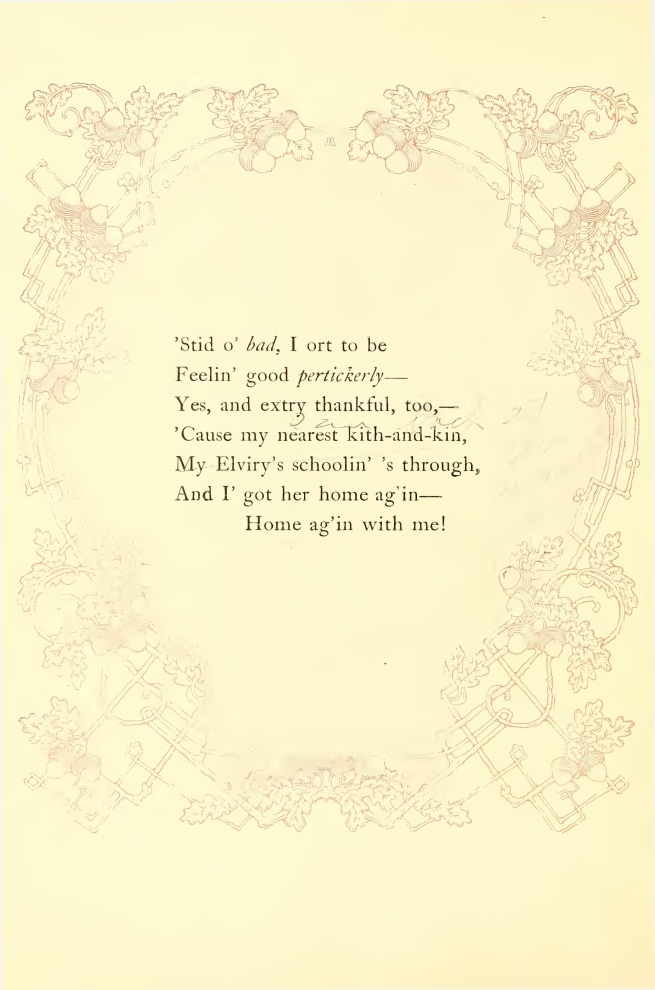 'Stid o' bad, I ort to be
Feelin' good pertickerly—
Yes, and extry thankful, too,—
'Cause my nearest kith-and-kin,
My Elviry's schoolin' 's through,
And I' got her home ag'in—
Home ag'in with me!